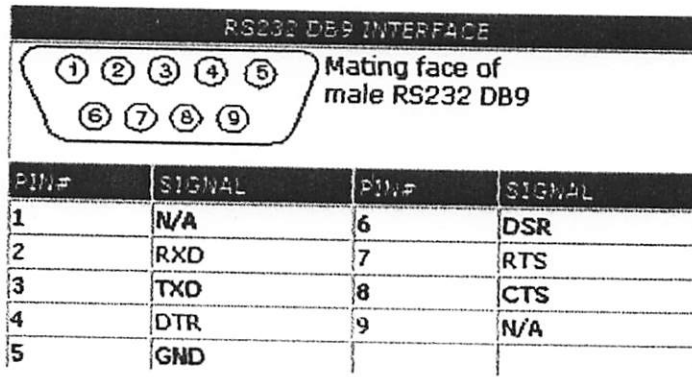 RS232 DB9 INTERFACE
1 2 3 4 5
Mating face of
male RS232 DB9
6 7 8 9
PIN# SIGNAL PIN# SIGNAL
1 N/A 6 DSR
2 RXD 7 RTS
3 TXD 8 CTS
4 DTR 9 N/A
5 GND